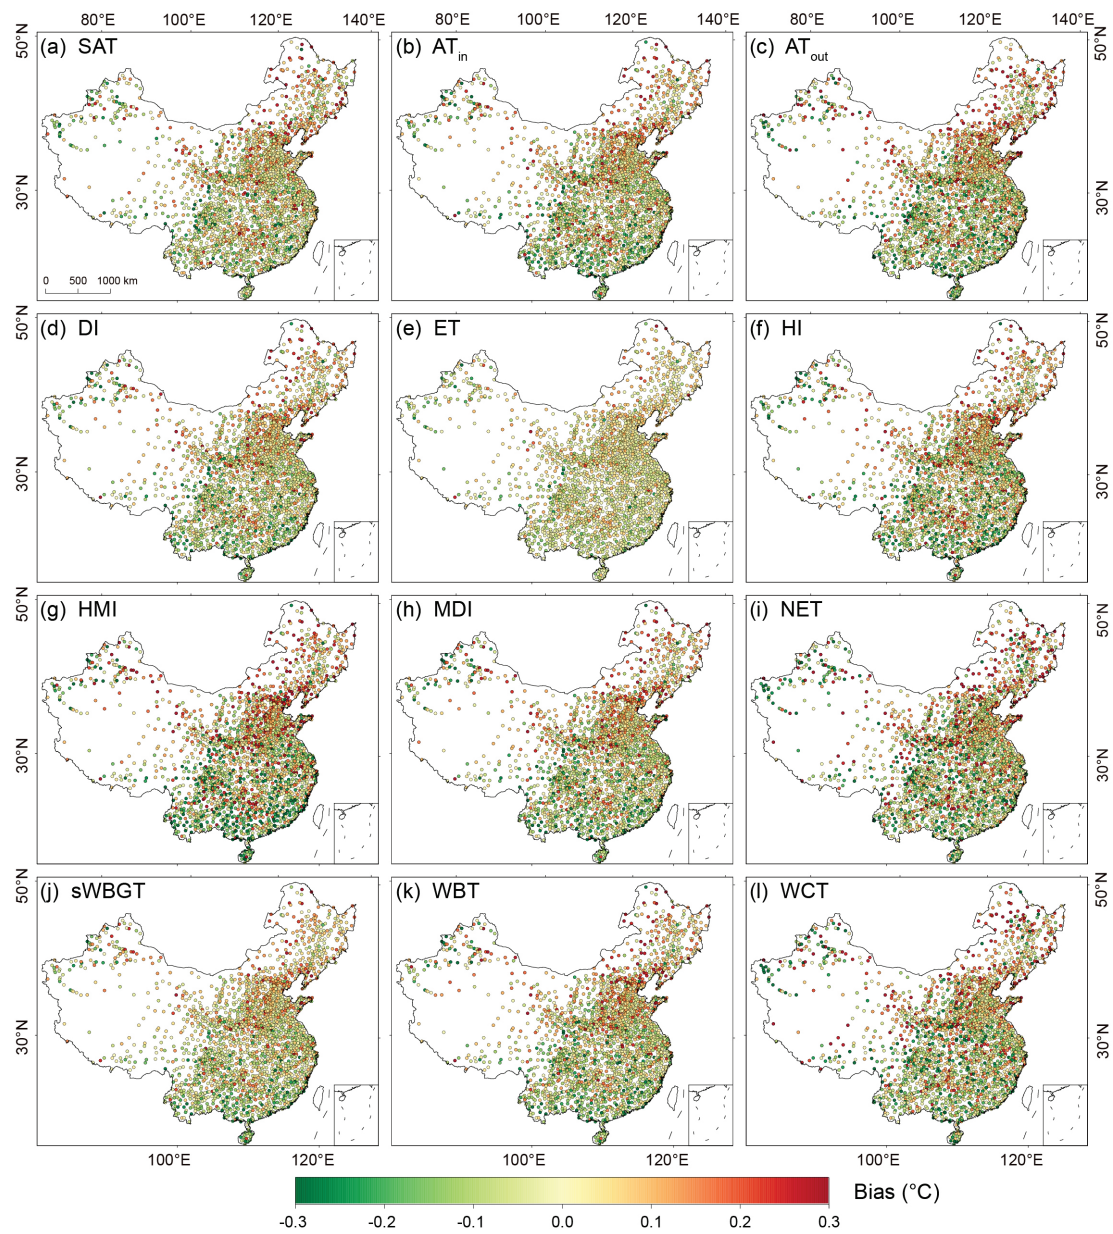 80°E 100°E 120°E 140°E 80°E 100°E 120°E 140°E 80°E 100°E 120°E 140°E
50°N (a) SAT (b) ATin (c) ATout 50°N
30°N 30°N
0 500 1000 km
50°N (d) DI (e) ET (f) HI 50°N
30°N 30°N
50°N (g) HMI (h) MDI (i) NET 50°N
30°N 30°N
50°N (j) sWBGT (k) WBT (l) WCT 50°N
30°N 30°N
100°E 120°E 100°E 120°E 100°E 120°E
Bias (°C)
-0.3 -0.2 -0.1 0.0 0.1 0.2 0.3